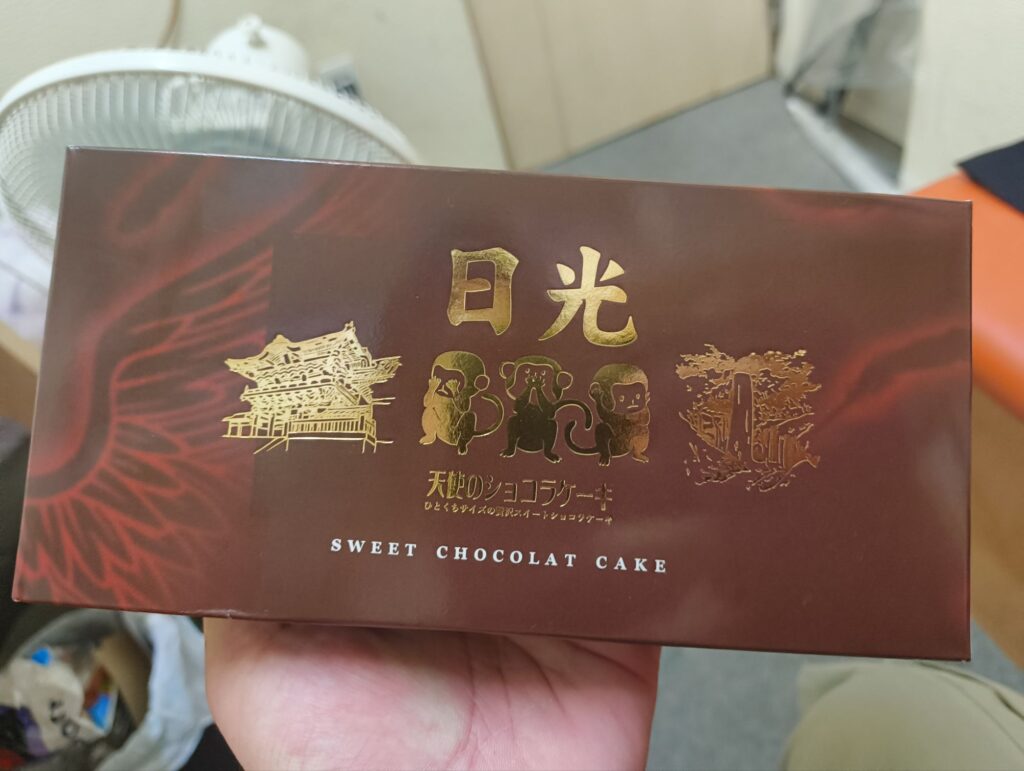 日光
天使のショコラケーキ
ひとくちサイズの贅沢スイートショコラケーキ
SWEET CHOCOLAT CAKE